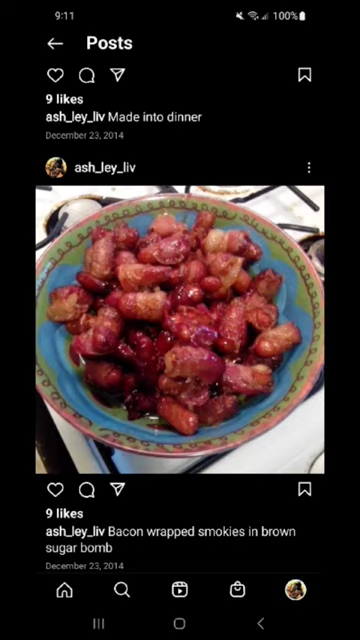 9:11
100%
Posts
9 likes
ash_ley_liv Made into dinner
December 23, 2014
ash_ley_liv
9 likes
ash_ley_liv Bacon wrapped smokies in brown
sugar bomb
December 23, 2014